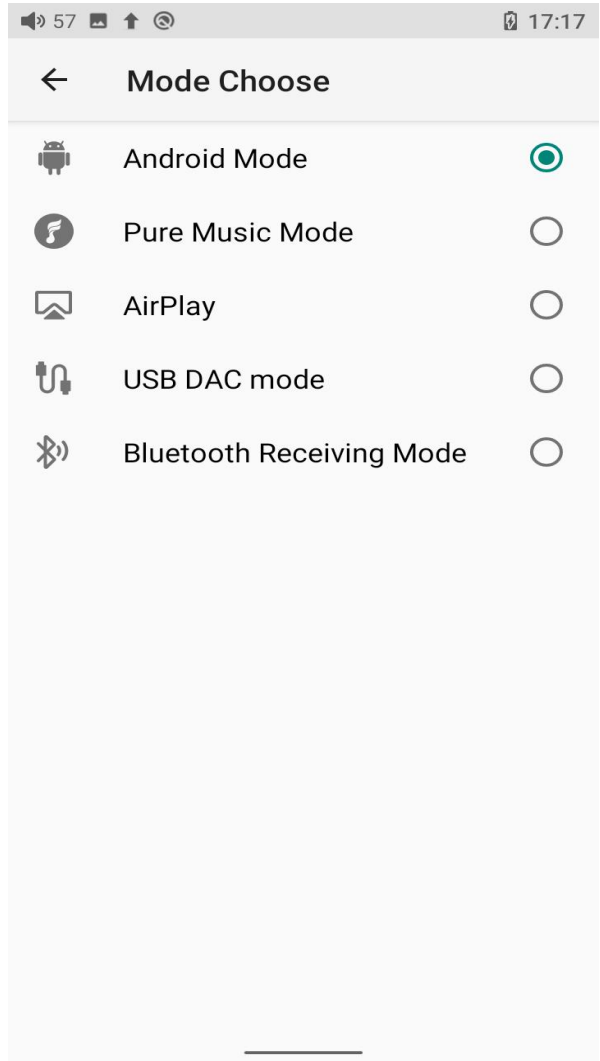 57 17:17
Mode Choose
Android Mode
Pure Music Mode
AirPlay
USB DAC mode
Bluetooth Receiving Mode